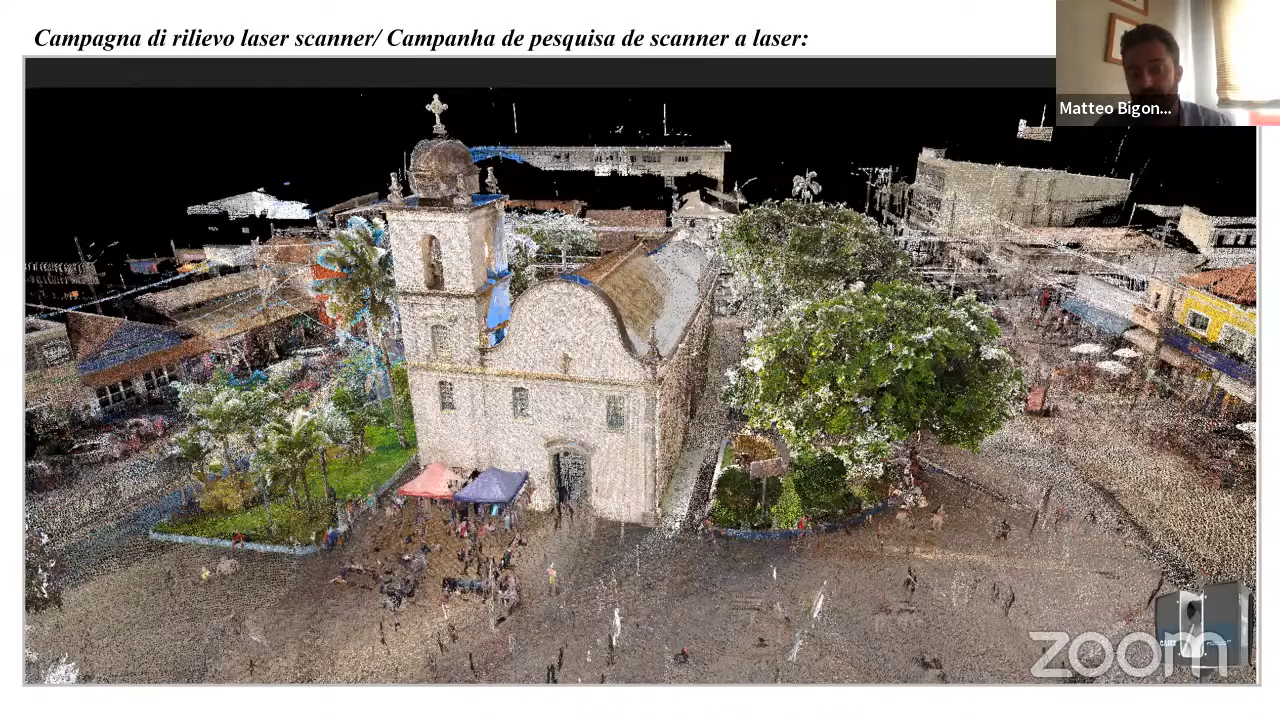 Campagna di rilievo laser scanner/ Campanha de pesquisa de scanner a laser:
Matteo Bigon...
zoom